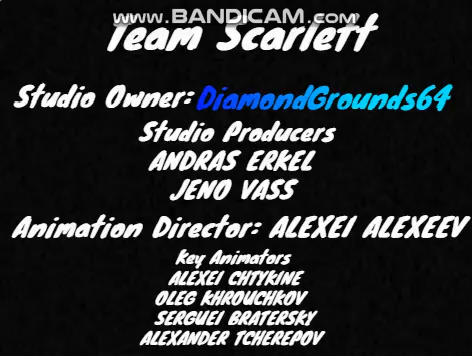 www.BANDICAM.com
Team Scarlett
Studio Owner: DiamondGrounds64
Studio Producers
ANDRAS ERKEL
JENO VASS
Animation Director: ALEXEI ALEXEEV
Key Animators
ALEXEI CHTYKINE
OLEG KHROUCHKOV
SERGUEI BRATERSKY
ALEXANDER TCHEREPOV